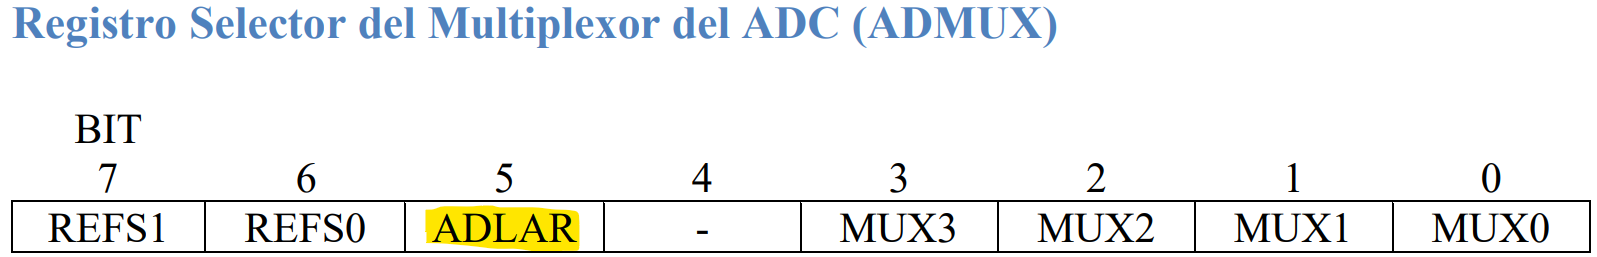 Registro Selector del Multiplexor del ADC (ADMUX)
BIT
7 6 5 4 3 2 1 0
REFS1 REFS0 ADLAR - MUX3 MUX2 MUX1 MUX0